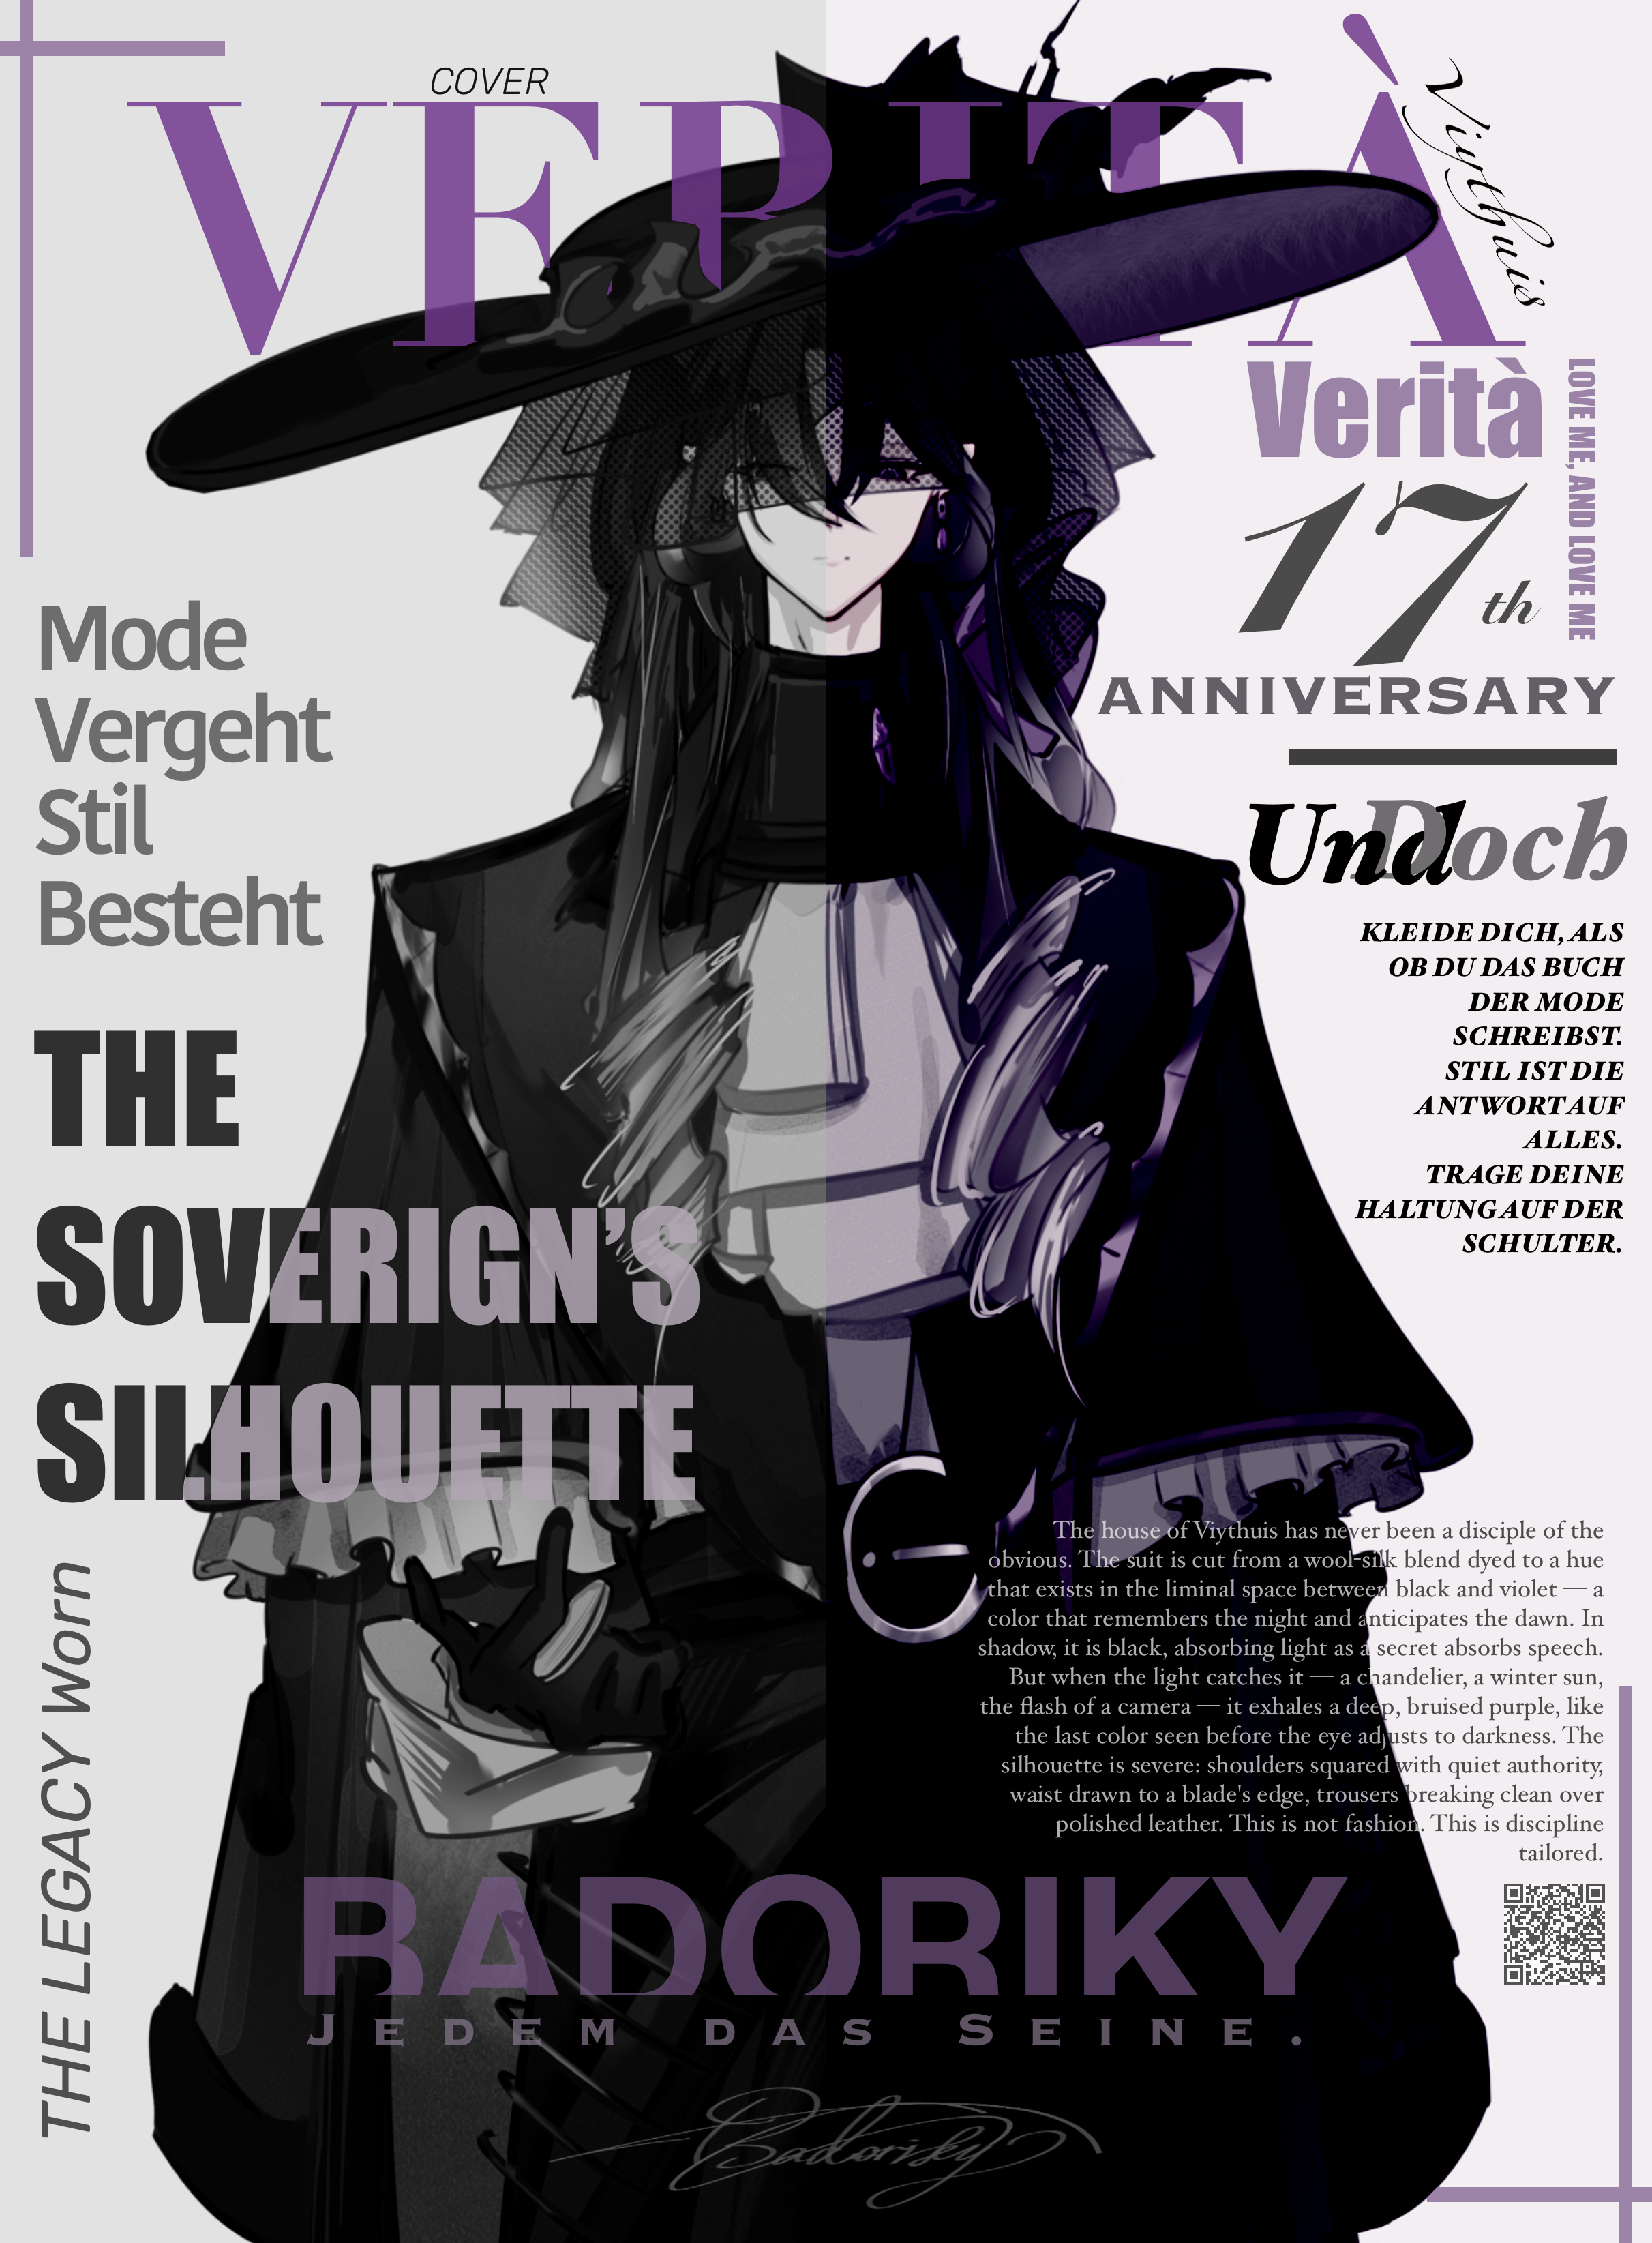 COVER
VERITÀ
Viythuis
Verità
LOVE ME, AND LOVE ME
17th
ANNIVERSARY
Mode
Vergeht
Stil
Besteht
Und Doch
KLEIDE DICH, ALS
OB DU DAS BUCH
DER MODE
SCHREIBST.
STIL IST DIE
ANTWORT AUF
ALLES.
TRAGE DEINE
HALTUNG AUF DER
SCHULTER.
THE
SOVERIGN’S
SILHOUETTE
THE LEGACY Worn
The house of Viythuis has never been a disciple of the
obvious. The suit is cut from a wool-silk blend dyed to a hue
that exists in the liminal space between black and violet — a
color that remembers the night and anticipates the dawn. In
shadow, it is black, absorbing light as a secret absorbs speech.
But when the light catches it — a chandelier, a winter sun,
the flash of a camera — it exhales a deep, bruised purple, like
the last color seen before the eye adjusts to darkness. The
silhouette is severe: shoulders squared with quiet authority,
waist drawn to a blade's edge, trousers breaking clean over
polished leather. This is not fashion. This is discipline
tailored.
BADORIKY
JEDEM DAS SEINE.
Badorisky